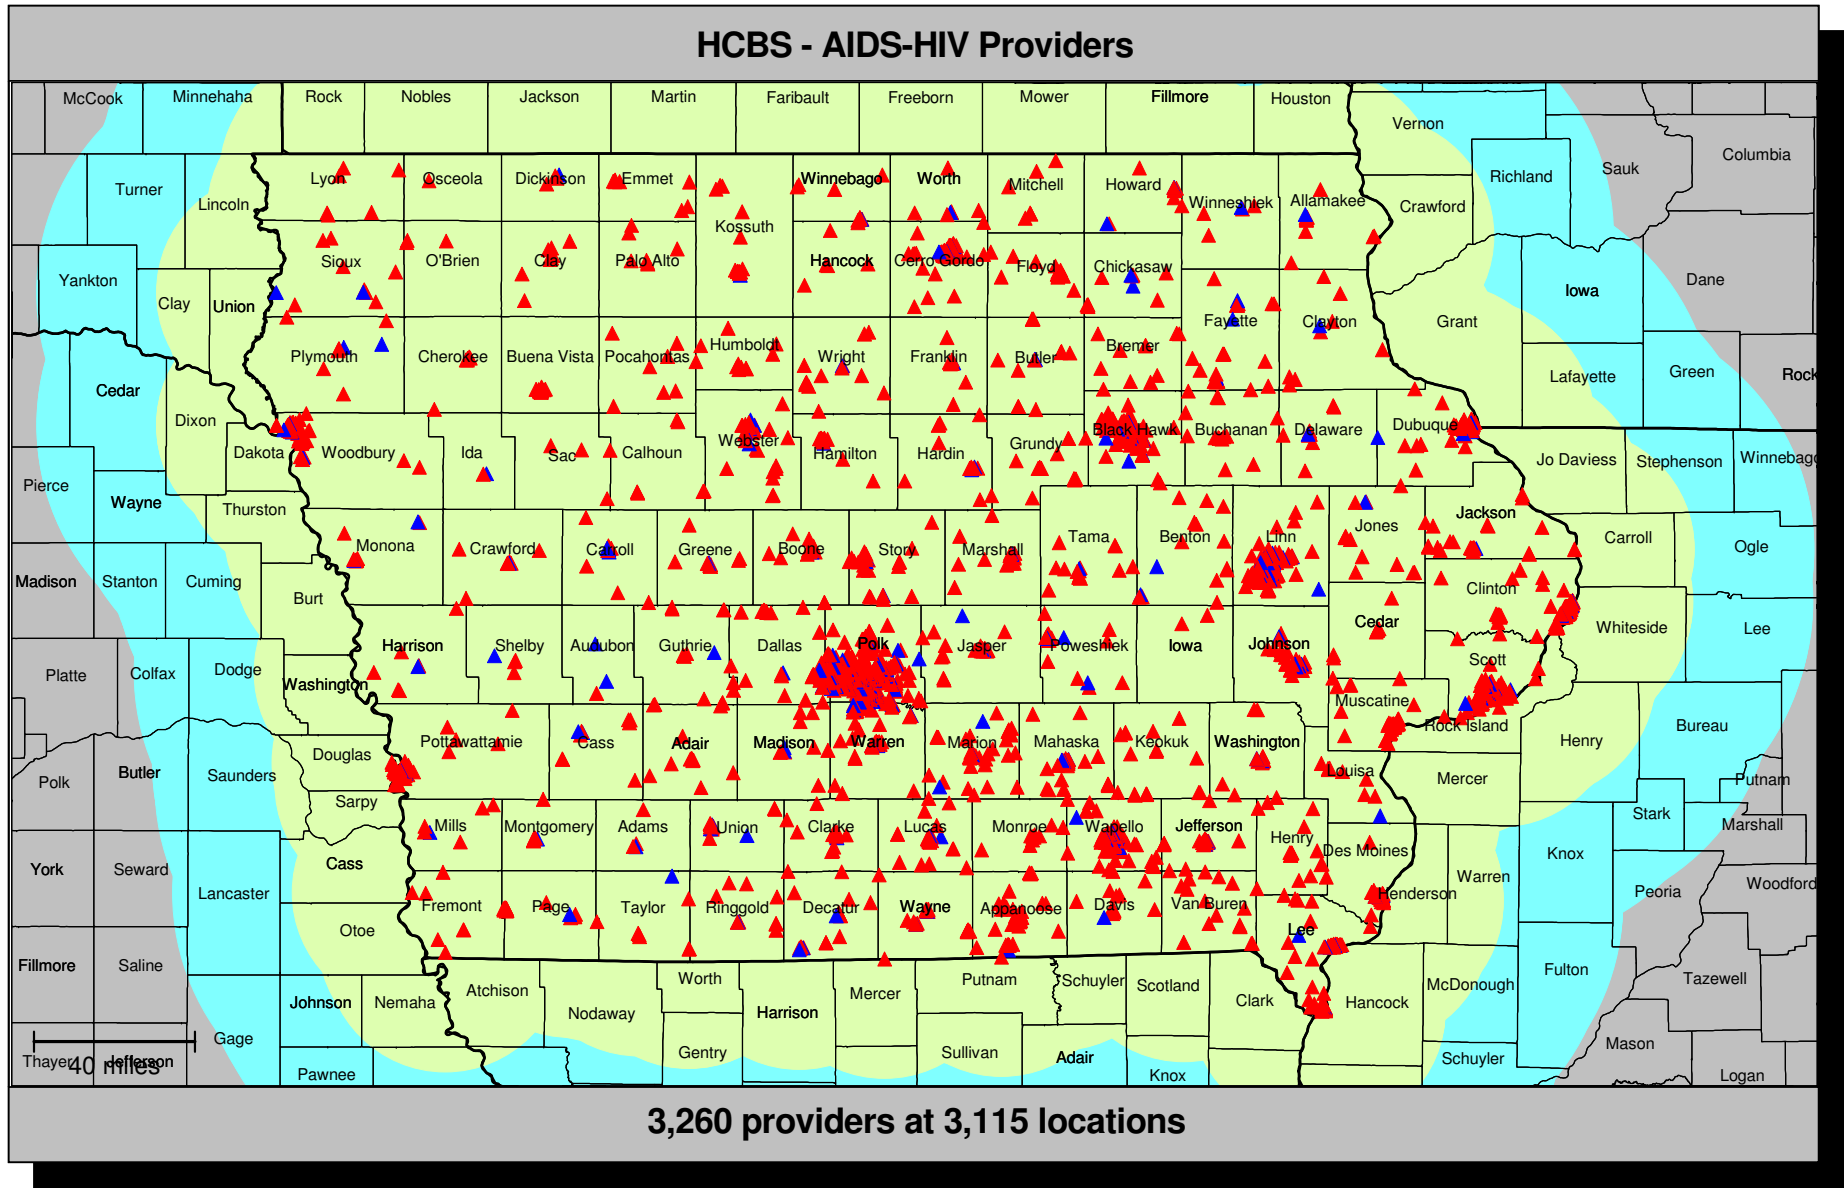 HCBS - AIDS-HIV Providers
McCook Minnehaha Rock Nobles Jackson Martin Faribault Freeborn Mower Fillmore Houston
Vernon
Columbia
Sauk
Richland
Turner Lyon Osceola Dickinson Emmet Winnebago Worth Mitchell Howard
Lincoln Winneshiek Allamakee Crawford
Kossuth
Yankton Sioux O'Brien Clay Palo Alto Hancock Cerro Gordo Floyd Chickasaw Dane
Clay Union Iowa
Fayette Clayton Grant
Plymouth Cherokee Buena Vista Pocahontas Humboldt Wright Franklin Butler Bremer
Cedar Lafayette Green Rock
Dixon
Dakota Woodbury Ida Sac Calhoun Webster Hamilton Hardin Grundy Black Hawk Buchanan Delaware Dubuque
Jo Daviess Stephenson Winnebago
Pierce
Wayne Thurston Jackson
Monona Crawford Carroll Greene Boone Story Marshall Tama Benton Linn Jones Carroll Ogle
Madison Stanton Cuming Burt Clinton
Harrison Shelby Audubon Guthrie Dallas Polk Jasper Poweshiek Iowa Johnson Cedar Whiteside Lee
Platte Colfax Dodge Washington Scott
Muscatine Rock Island Henry Bureau
Douglas Pottawattamie Cass Adair Madison Warren Marion Mahaska Keokuk Washington Henry
Polk Butler Saunders Louisa Mercer Putnam
Sarpy
Mills Montgomery Adams Union Clarke Lucas Monroe Wapello Jefferson Henry Des Moines Stark Marshall
York Seward Cass Knox
Lancaster Warren Peoria Woodford
Fremont Page Taylor Ringgold Decatur Wayne Appanoose Davis Van Buren Henderson
Otoe Lee
Fillmore Saline Fulton
Johnson Nemaha Atchison Worth Mercer Putnam Schuyler Scotland Clark Hancock McDonough Tazewell
Nodaway Harrison
Gage Gentry Sullivan Adair Schuyler Mason
Thayer Jefferson
40 miles
Pawnee Knox Logan
3,260 providers at 3,115 locations